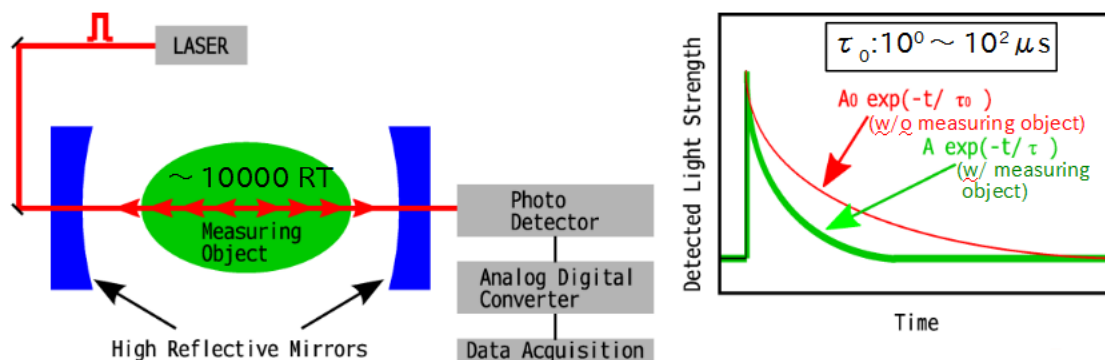 LASER
～ 10000 RT
Measuring
Object
Photo
Detector
Analog Digital
Converter
Data Acquisition
High Reflective Mirrors
Detected Light Strength
τ₀:10⁰～ 10² μs
A₀ exp(-t/ τ₀ )
(w/o measuring object)
A exp(-t/ τ )
(w/ measuring
object)
Time